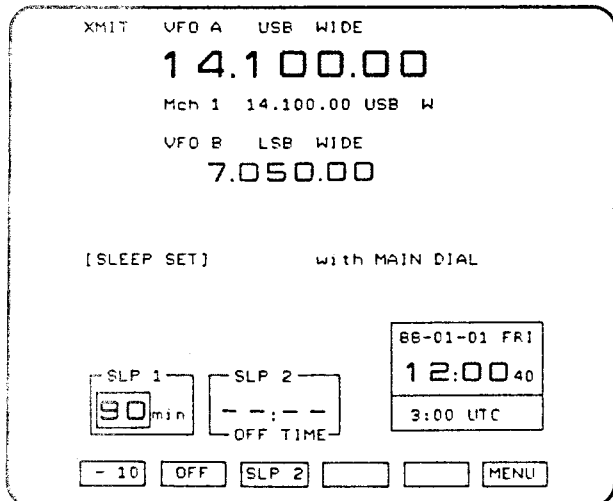 XMIT VFO A USB WIDE
14.100.00
Mch 1 14.100.00 USB W
VFO B LSB WIDE
7.050.00
[SLEEP SET] with MAIN DIAL
88-01-01 FRI
12:00 40
3:00 UTC
SLP 1
90 min
SLP 2
--:--
OFF TIME
- 10 OFF SLP 2 MENU